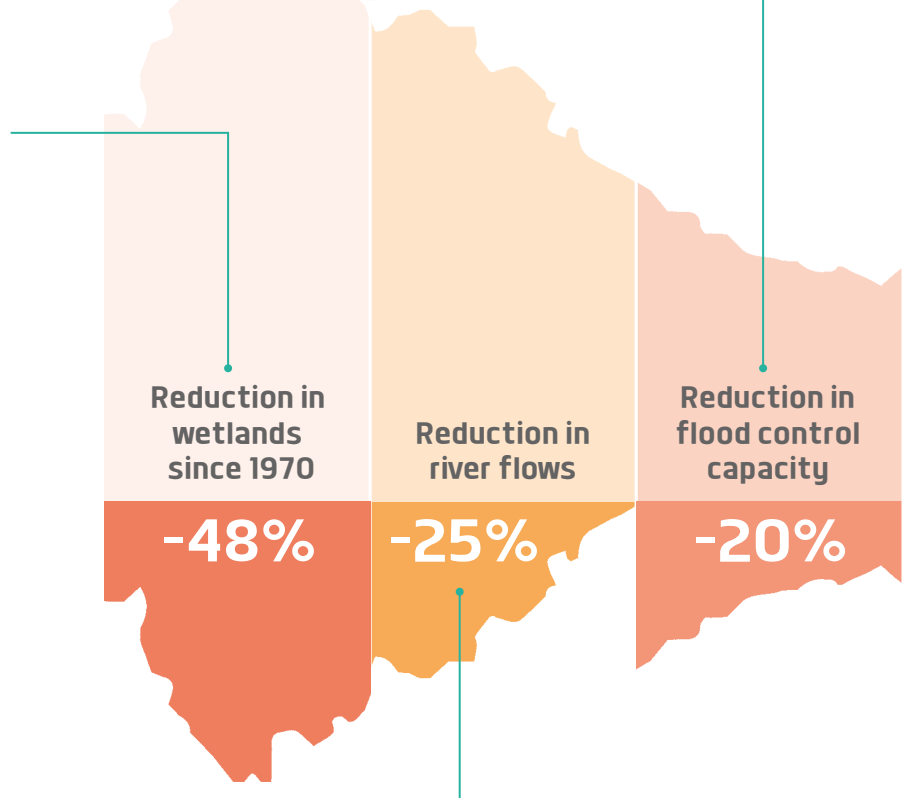 Reduction in
wetlands
since 1970
-48%
Reduction in
river flows
-25%
Reduction in
flood control
capacity
-20%